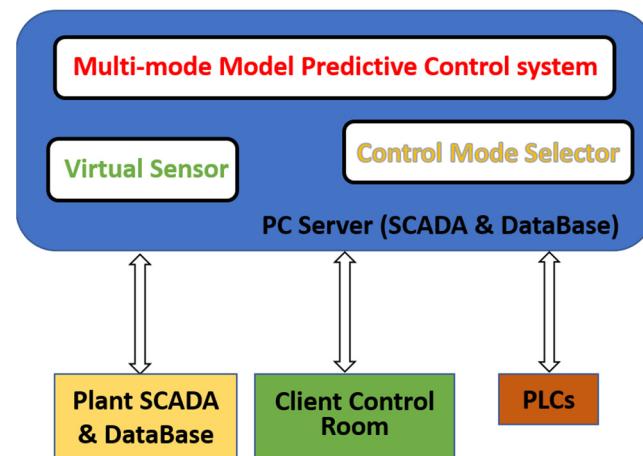 Multi-mode Model Predictive Control system
Virtual Sensor
Control Mode Selector
PC Server (SCADA & DataBase)
Plant SCADA
& DataBase
Client Control
Room
PLCs